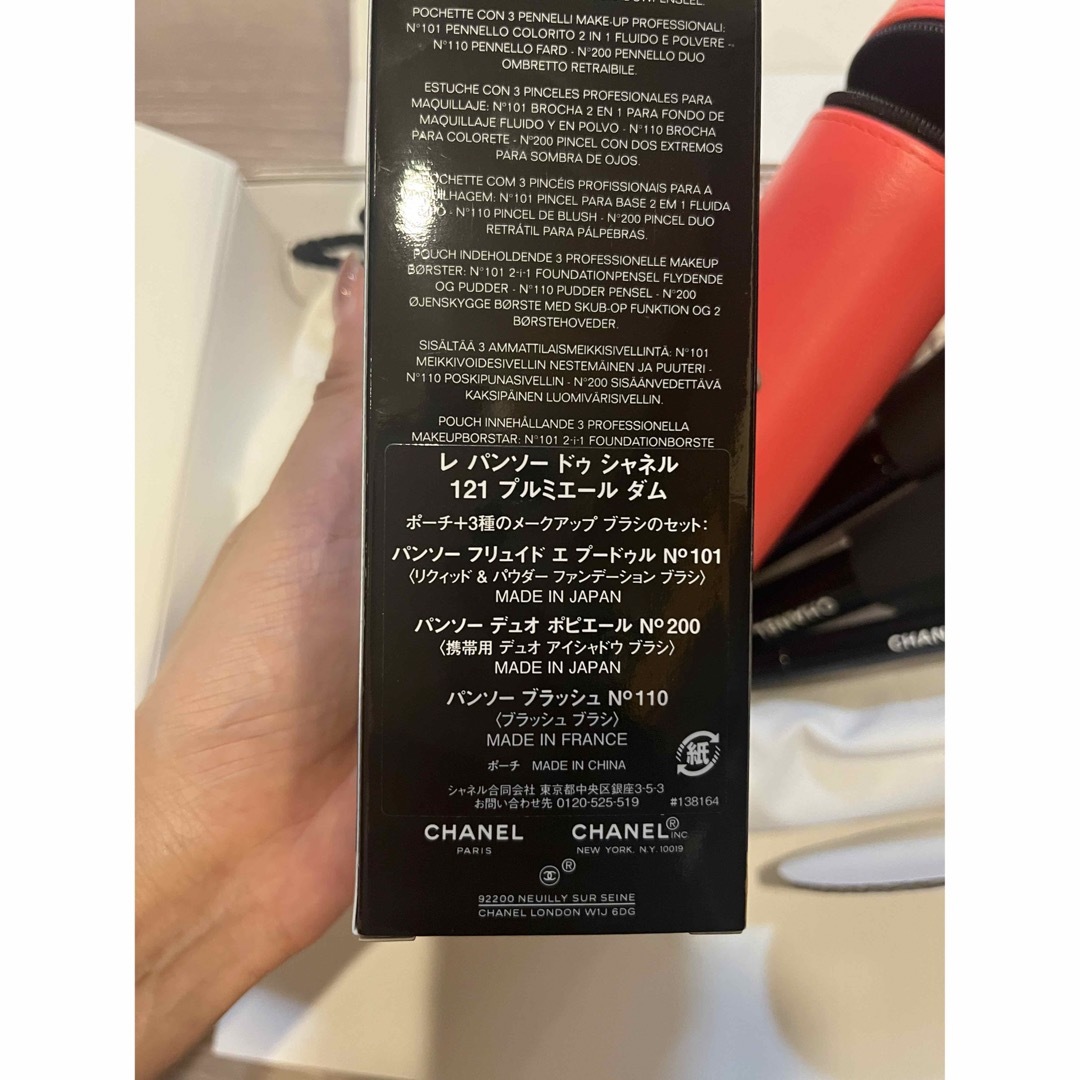 POCHETTE CON 3 PENNELLI MAKE-UP PROFESSIONALI:
N°101 PENNELLO COLORITO 2 IN 1 FLUIDO E POLVERE --
N°110 PENNELLO FARD - N°200 PENNELLO DUO
OMBRETTO RETRAIBILE.
ESTUCHE CON 3 PINCELES PROFESIONALES PARA
MAQUILLAJE: N°101 BROCHA 2 EN 1 PARA FONDO DE
MAQUILLAJE FLUIDO Y EN POLVO - N°110 BROCHA
PARA COLORETE - N°200 PINCEL CON DOS EXTREMOS
PARA SOMBRA DE OJOS.
POCHETTE COM 3 PINCÉIS PROFISSIONAIS PARA A
N°101 PINCEL PARA BASE 2 EM 1 FLUIDA
- N°110 PINCEL DE BLUSH - N°200 PINCEL DUO
RETRÁTIL PARA PÁLPEBRAS.
POUCH INDEHOLDENDE 3 PROFESSIONELLE MAKEUP
BØRSTER: N°101 2-i-1 FOUNDATIONPENSEL FLYDENDE
OG PUDDER - N°110 PUDDER PENSEL - N°200
ØJENSKYGGE BØRSTE MED SKUB-OP FUNKTION OG 2
BØRSTEHOVEDER.
SISÄLTÄÄ 3 AMMATTILAISMEIKKISIVELLINTÄ: N°101
MEIKKIVOIDESIVELLIN NESTEMÄINEN JA PUUTERI -
N°110 POSKIPUNASIVELLIN - N°200 SISÄÄNVEDETTÄVÄ
KAKSIPÄINEN LUOMIVÄRISIVELLIN.
POUCH INNEHÅLLANDE 3 PROFESSIONELLA
MAKEUPBORSTAR: N°101 2-i-1 FOUNDATIONBORSTE
レ パンソー ドゥ シャネル
121 プルミエール ダム
ポーチ+3種のメークアップ ブラシのセット:
パンソー フリュイド エ プードゥル Nº101
〈リクィッド & パウダー ファンデーション ブラシ〉
MADE IN JAPAN
パンソー デュオ ポピエール Nº200
〈携帯用 デュオ アイシャドウ ブラシ〉
MADE IN JAPAN
パンソー ブラッシュ Nº110
〈ブラッシュ ブラシ〉
MADE IN FRANCE
紙
ポーチ MADE IN CHINA
シャネル合同会社 東京都中央区銀座3-5-3
お問い合わせ先 0120-525-519 #138164
CHANEL CHANEL® INC.
PARIS NEW YORK, N.Y. 10019
®
92200 NEUILLY SUR SEINE
CHANEL LONDON W1J 6DG
CHANEL